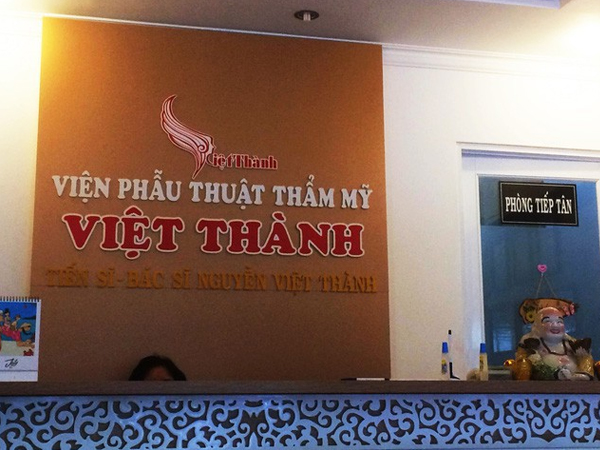 ViệtThành
VIỆN PHẪU THUẬT THẨM MỸ
VIỆT THÀNH
TIẾN SĨ - BÁC SĨ NGUYỄN VIỆT THÀNH
PHÒNG TIẾP TÂN